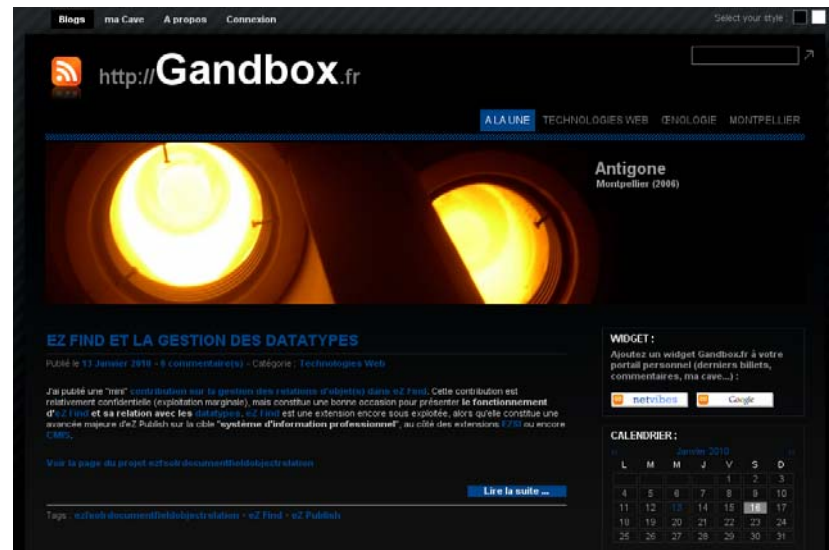 Blogs ma Cave A propos Connexion
Select your style :
http://Gandbox.fr
A LA UNE TECHNOLOGIES WEB ŒNOLOGIE MONTPELLIER
Antigone
Montpellier (2006)
EZ FIND ET LA GESTION DES DATATYPES
Publié le 13 Janvier 2010 - 0 commentaire(s) - Catégorie : Technologies Web
J'ai publié une "mini" contribution sur la gestion des relations d'objet(s) dans eZ Find. Cette contribution est
relativement confidentielle (exploitation marginale), mais constitue une bonne occasion pour présenter le fonctionnement
d'eZ Find et sa relation avec les datatypes. eZ Find est une extension encore sous exploitée, alors qu'elle constitue une
avancée majeure d'eZ Publish sur la cible "système d'information professionnel", au côté des extensions EZSI ou encore
CMIS.
Voir la page du projet ezfsolrdocumentfieldobjectrelation
Lire la suite ...
Tags : ezfsolrdocumentfieldobjectrelation - eZ Find - eZ Publish
WIDGET :
Ajoutez un widget Gandbox.fr à votre
portail personnel (derniers billets,
commentaires, ma cave...) :
netvibes Google
CALENDRIER :
Janvier 2010
L M M J V S D
1 2 3
4 5 6 7 8 9 10
11 12 13 14 15 16 17
18 19 20 21 22 23 24
25 26 27 28 29 30 31